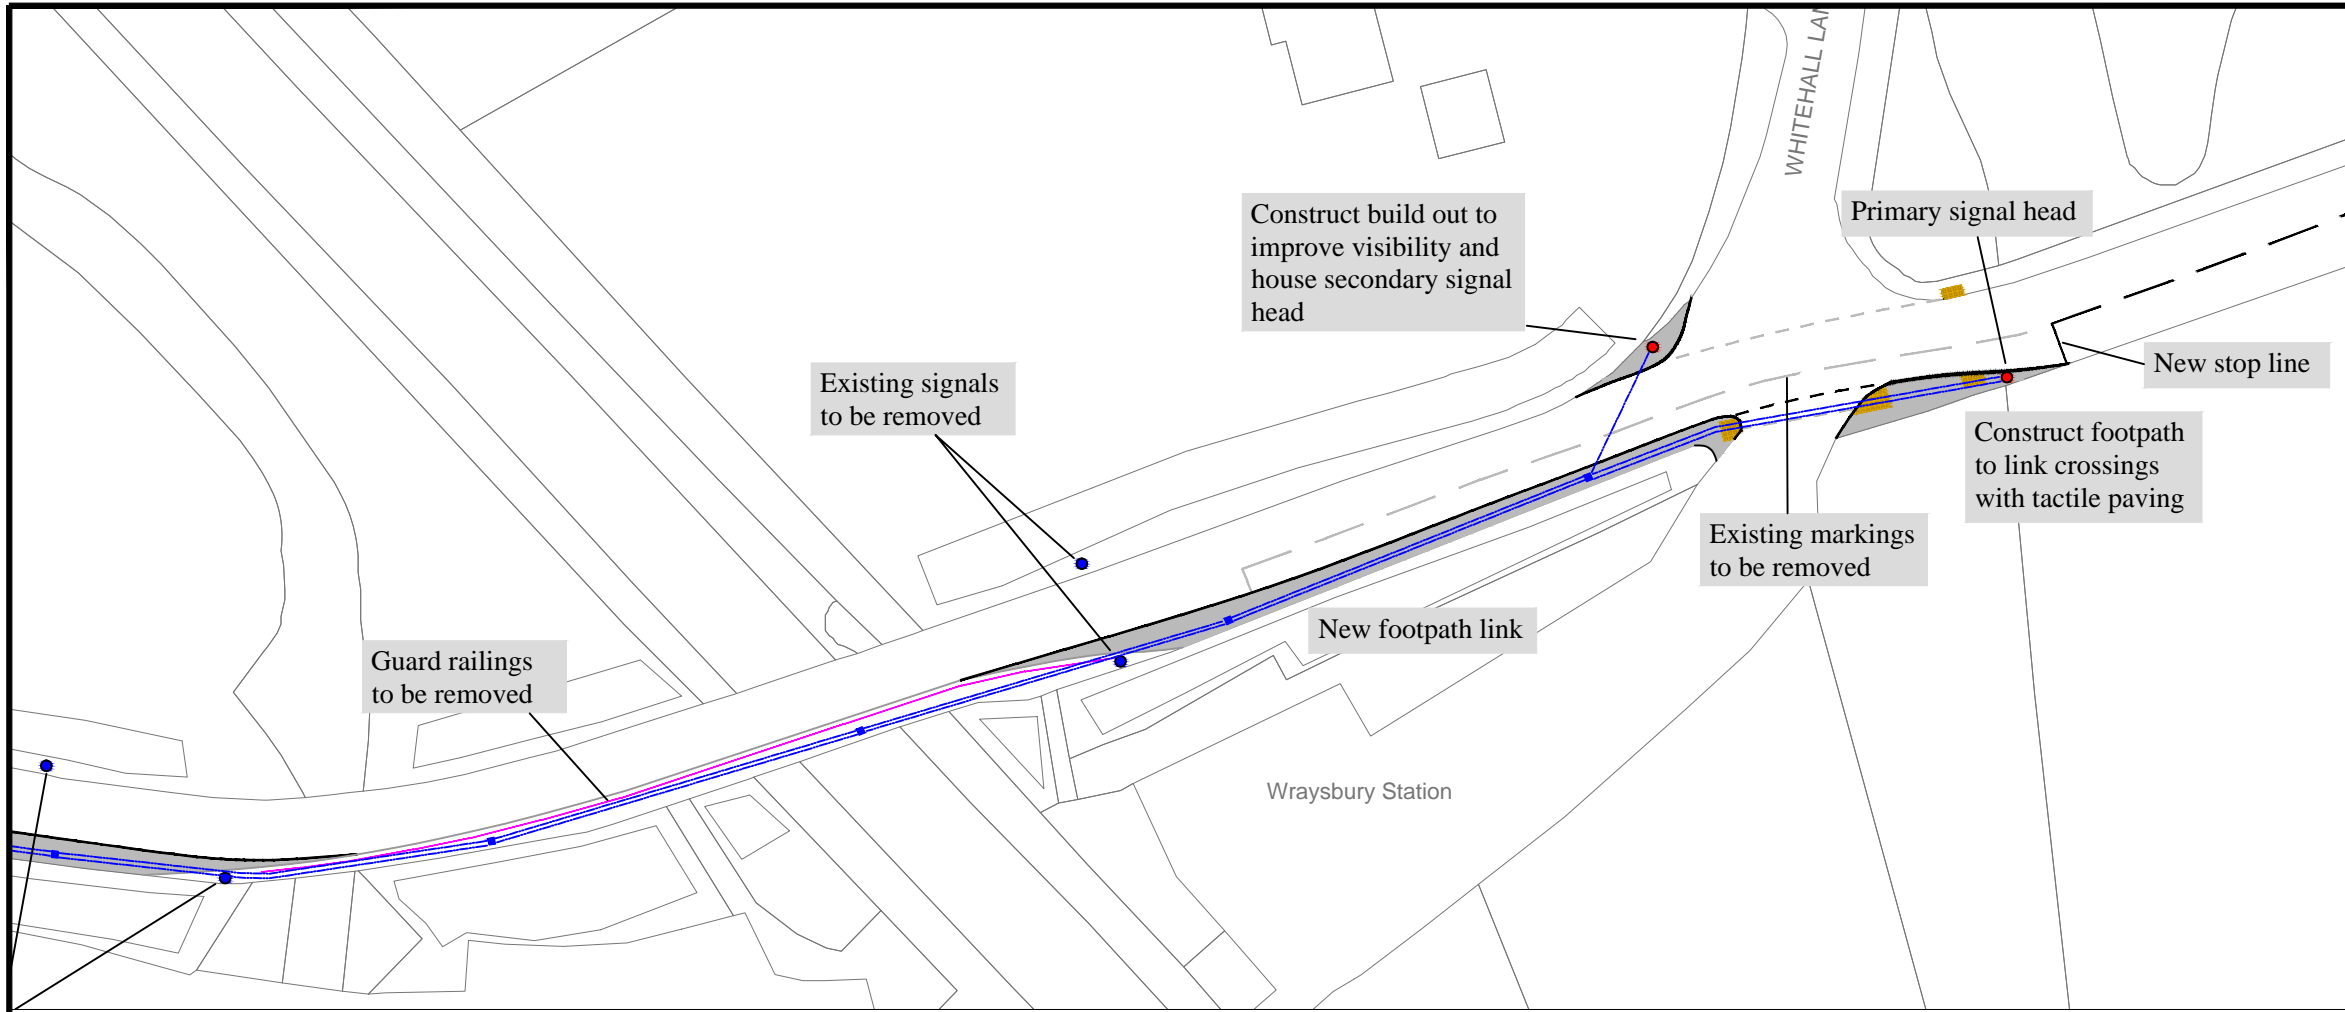 WHITEHALL LAN
Construct build out to
improve visibility and
house secondary signal
head
Primary signal head
New stop line
Existing signals
to be removed
Construct footpath
to link crossings
with tactile paving
Existing markings
to be removed
New footpath link
Guard railings
to be removed
Wraysbury Station